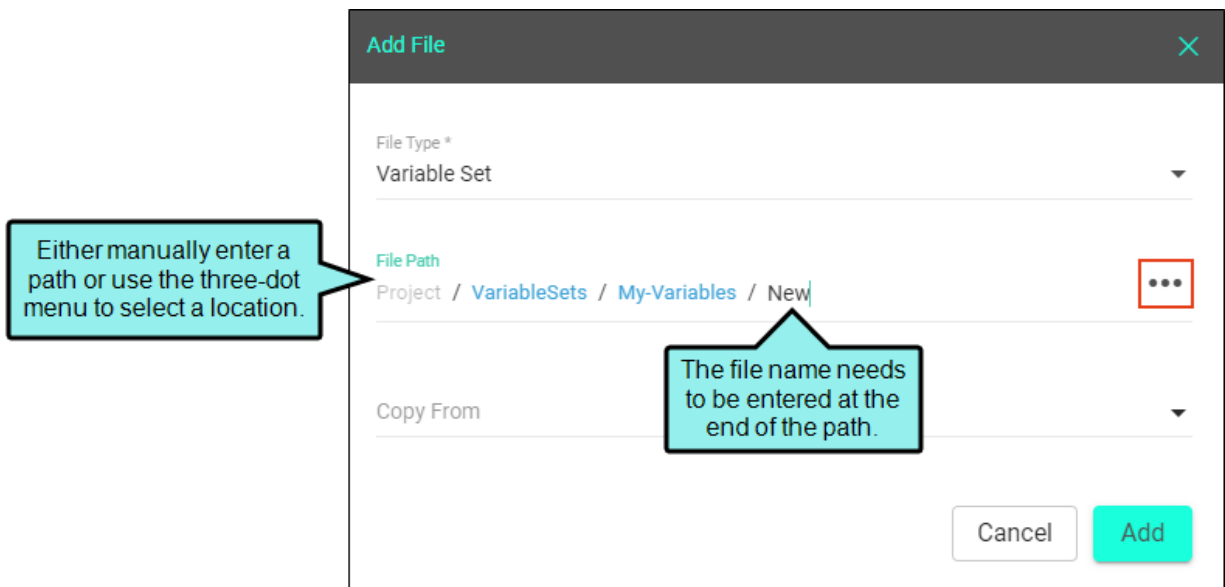 Add File
File Type *
Variable Set
Either manually enter a
path or use the three-dot
menu to select a location.
File Path
Project / VariableSets / My-Variables / New
The file name needs
to be entered at the
end of the path.
Copy From
Cancel
Add